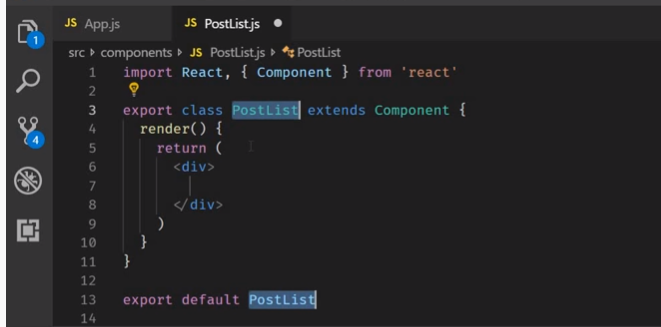 JS App.js JS PostList.js
src components JS PostList.js PostList
1 import React, { Component } from 'react'
2
3 export class PostList extends Component {
4 render() {
5 return (
6 <div>
7
8 </div>
9 )
10 }
11 }
12
13 export default PostList
14
1
4